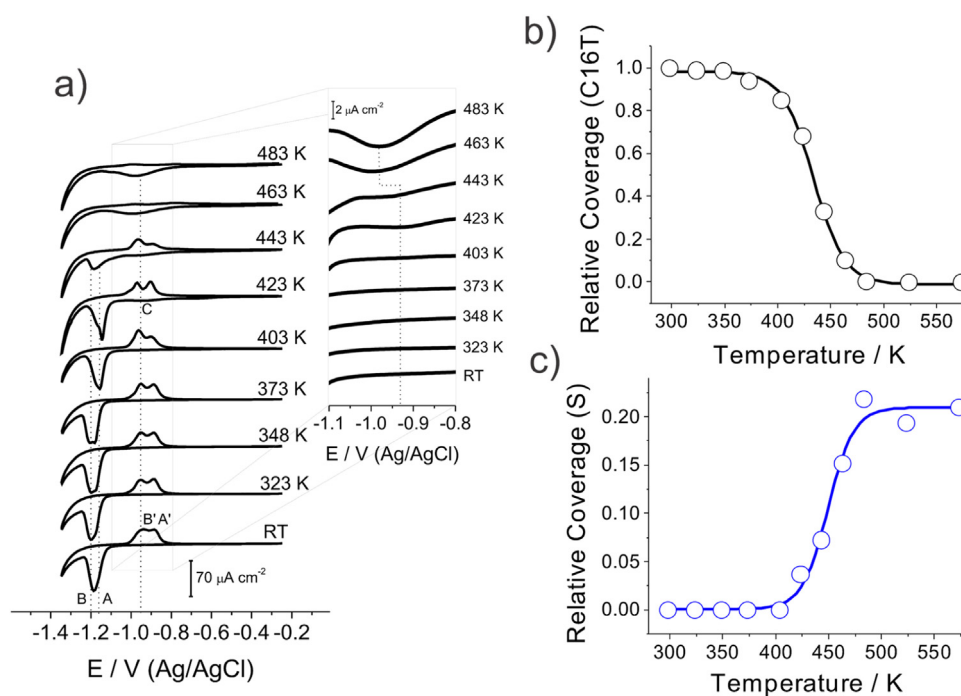 a)
2 μA cm⁻²
483 K
463 K
443 K
423 K
403 K
373 K
348 K
323 K
RT
-1.1 -1.0 -0.9 -0.8
E / V (Ag/AgCl)
483 K
463 K
443 K
423 K
C
403 K
373 K
348 K
323 K
B' A'
RT
70 μA cm⁻²
B A
-1.4 -1.2 -1.0 -0.8 -0.6 -0.4 -0.2
E / V (Ag/AgCl)
b)
Relative Coverage (C16T)
1.0
0.8
0.6
0.4
0.2
0.0
300 350 400 450 500 550
Temperature / K
c)
Relative Coverage (S)
0.20
0.15
0.10
0.05
0.00
300 350 400 450 500 550
Temperature / K